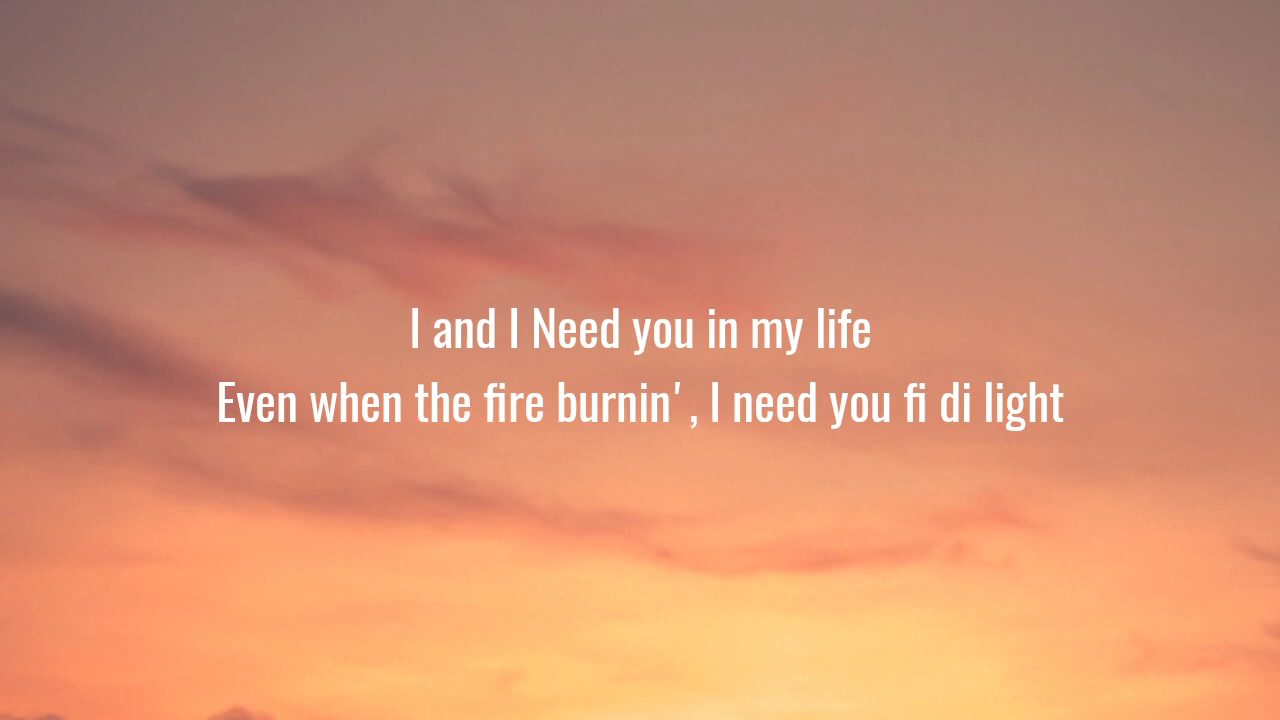 I and I Need you in my life
Even when the fire burnin', I need you fi di light